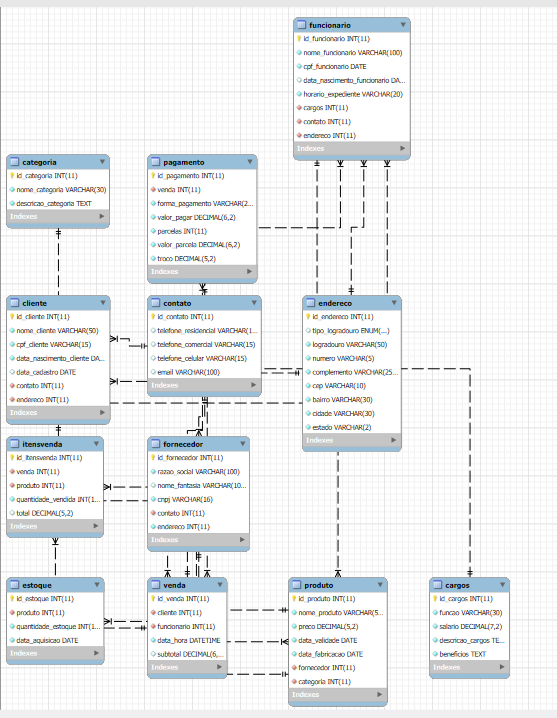 funcionario
id_funcionario INT(11)
nome_funcionario VARCHAR(100)
cpf_funcionario DATE
data_nascimento_funcionario DA...
horario_expediente VARCHAR(20)
cargos INT(11)
contato INT(11)
endereco INT(11)
Indexes
categoria
id_categoria INT(11)
nome_categoria VARCHAR(30)
descricao_categoria TEXT
Indexes
pagamento
id_pagamento INT(11)
venda INT(11)
forma_pagamento VARCHAR(2...
valor_pagar DECIMAL(6,2)
parcelas INT(11)
valor_parcela DECIMAL(6,2)
troco DECIMAL(5,2)
Indexes
cliente
id_cliente INT(11)
nome_cliente VARCHAR(50)
cpf_cliente VARCHAR(15)
data_nascimento_cliente DA...
data_cadastro DATE
contato INT(11)
endereco INT(11)
Indexes
contato
id_contato INT(11)
telefone_residencial VARCHAR(1...
telefone_comercial VARCHAR(15)
telefone_celular VARCHAR(15)
email VARCHAR(100)
Indexes
endereco
id_endereco INT(11)
tipo_logradouro ENUM(...)
logradouro VARCHAR(50)
numero VARCHAR(5)
complemento VARCHAR(25...
cep VARCHAR(10)
bairro VARCHAR(30)
cidade VARCHAR(30)
estado VARCHAR(2)
Indexes
itensvenda
id_itensvenda INT(11)
venda INT(11)
produto INT(11)
quantidade_vendida INT(1...
total DECIMAL(5,2)
Indexes
fornecedor
id_fornecedor INT(11)
razao_social VARCHAR(100)
nome_fantasia VARCHAR(10...
cnpj VARCHAR(16)
contato INT(11)
endereco INT(11)
Indexes
estoque
id_estoque INT(11)
produto INT(11)
quantidade_estoque INT(1...
data_aquisicao DATE
Indexes
venda
id_venda INT(11)
cliente INT(11)
funcionario INT(11)
data_hora DATETIME
subtotal DECIMAL(6,...
Indexes
produto
id_produto INT(11)
nome_produto VARCHAR(5...
preco DECIMAL(5,2)
data_validade DATE
data_fabricacao DATE
fornecedor INT(11)
categoria INT(11)
Indexes
cargos
id_cargos INT(11)
funcao VARCHAR(30)
salario DECIMAL(7,2)
descricao_cargos TE...
beneficios TEXT
Indexes